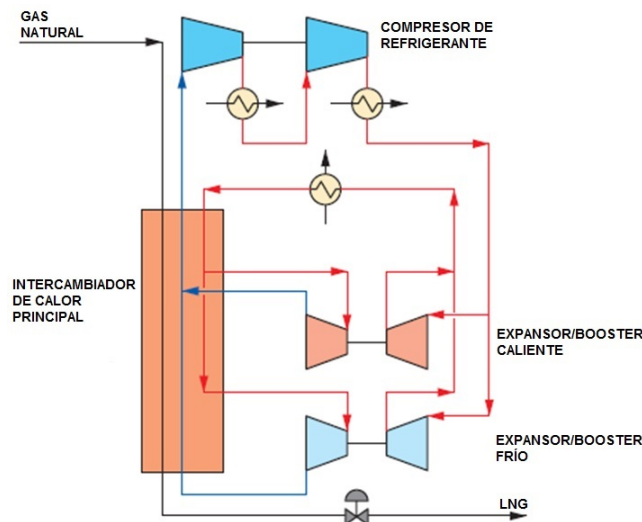 GAS
NATURAL
COMPRESOR DE
REFRIGERANTE
INTERCAMBIADOR
DE CALOR
PRINCIPAL
EXPANSOR/BOOSTER
CALIENTE
EXPANSOR/BOOSTER
FRÍO
LNG